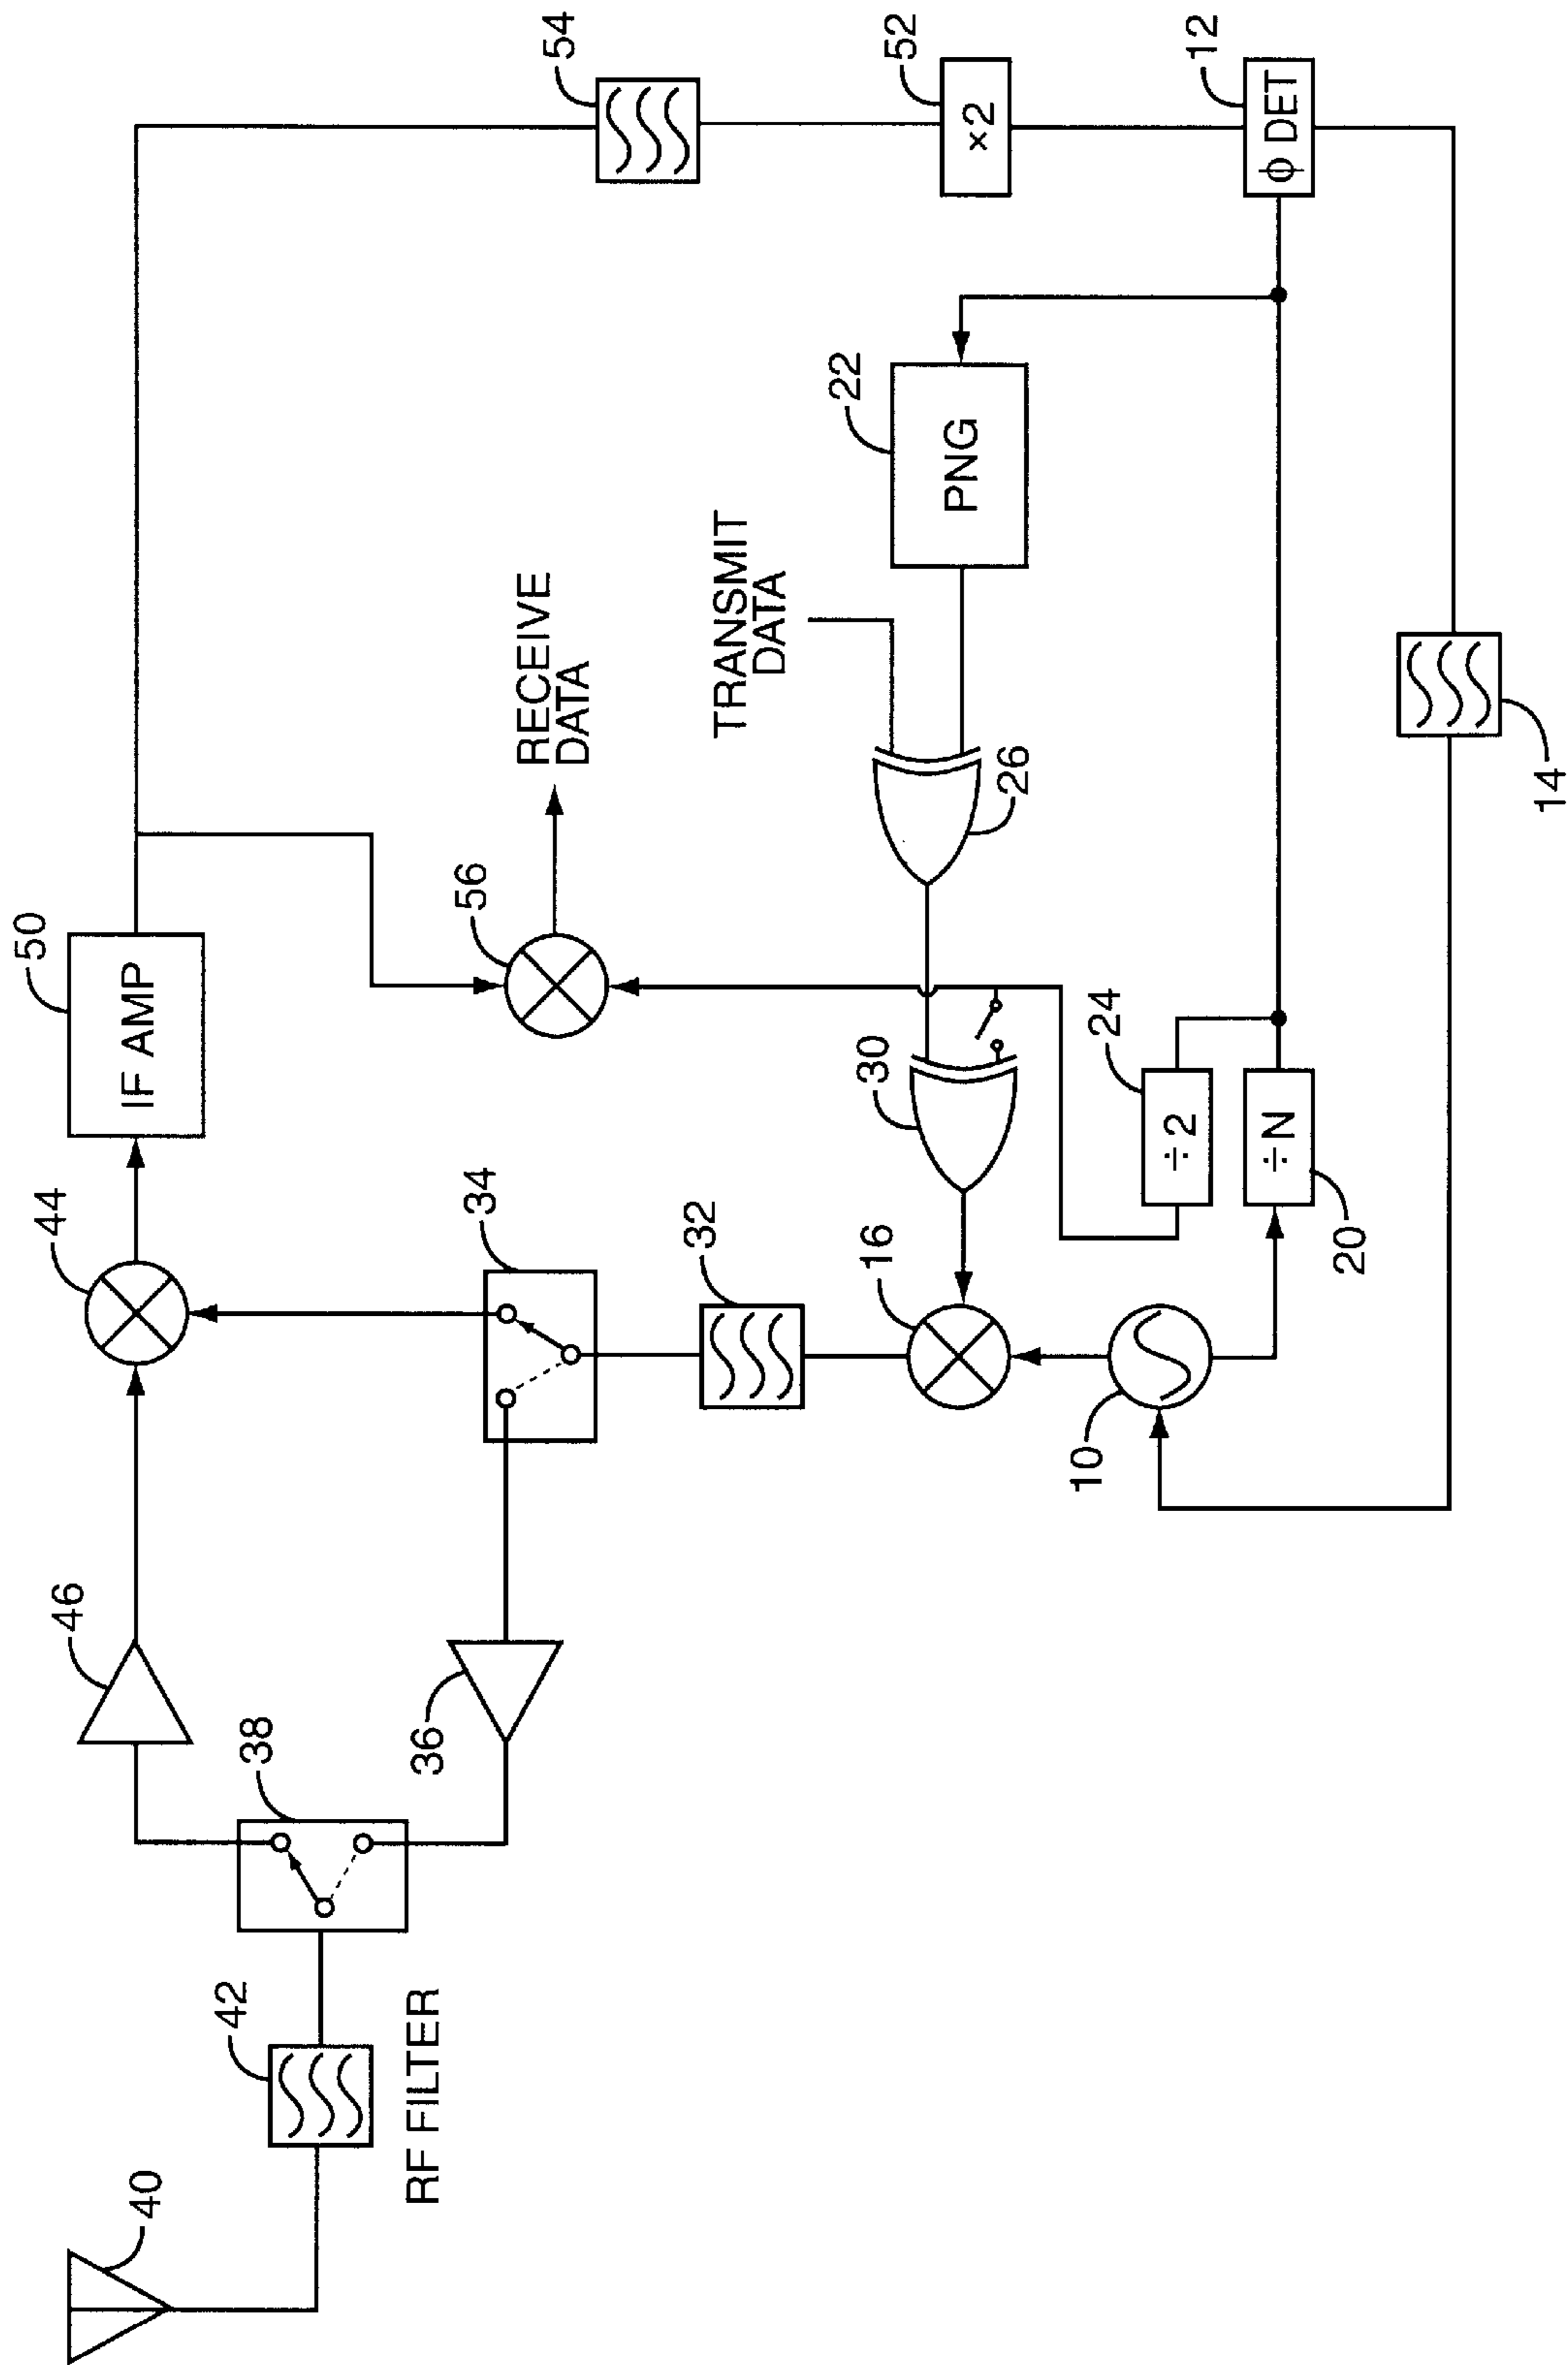 40
42
RF FILTER
38
46
36
44
34
32
16
10
50
IF AMP
56
RECEIVE
DATA
30
24
÷2
÷N
20
26
TRANSMIT
DATA
22
PNG
14
54
52
×2
12
ϕ DET